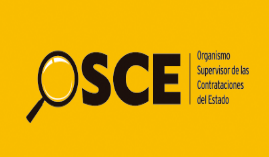 OSCE
Organismo
Supervisor de las
Contrataciones
del Estado